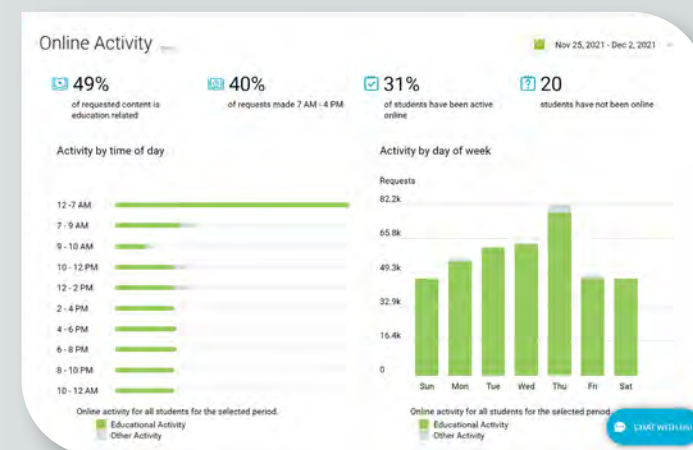 Online Activity
Nov 25, 2021 - Dec 2, 2021
49%
of requested content is
education related
40%
of requests made 7 AM - 4 PM
31%
of students have been active
online
20
students have not been online
Activity by time of day
12 -7 AM
7 - 9 AM
9 - 10 AM
10 - 12 PM
12 - 2 PM
2 - 4 PM
4 - 6 PM
6 - 8 PM
8 - 10 PM
10 - 12 AM
Online activity for all students for the selected period.
Educational Activity
Other Activity
Activity by day of week
Requests
82.2k
65.8k
49.3k
32.9k
16.4k
0
Sun Mon Tue Wed Thu Fri Sat
Online activity for all students for the selected period.
Educational Activity
Other Activity
CHAT WITH US!